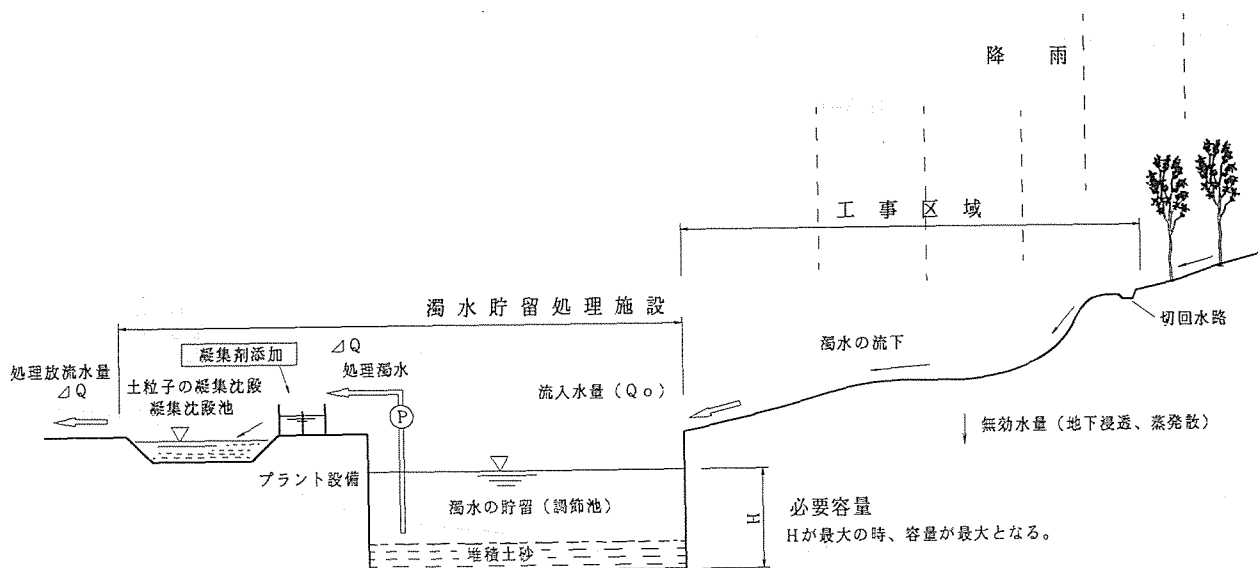 降雨
工事区域
切回水路
濁水貯留処理施設
濁水の流下
⊿Q
凝集剤添加
処理濁水
処理放流水量
⊿Q
土粒子の凝集沈殿
凝集沈殿池
流入水量(Qo)
P
無効水量(地下浸透、蒸発散)
プラント設備
濁水の貯留(調節池)
H
必要容量
Hが最大の時、容量が最大となる。
堆積土砂